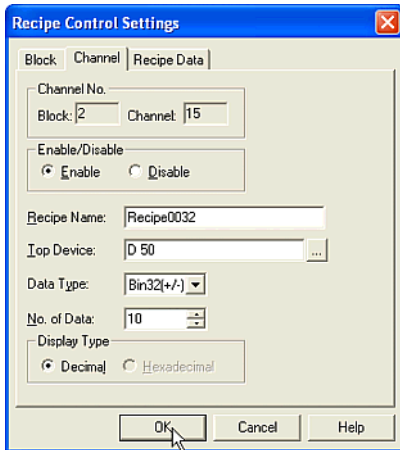 Recipe Control Settings
Block Channel Recipe Data
Channel No.
Block: 2 Channel: 15
Enable/Disable
Enable Disable
Recipe Name: Recipe0032
Top Device: D 50 ...
Data Type: Bin32(+/-)
No. of Data: 10
Display Type
Decimal Hexadecimal
OK Cancel Help